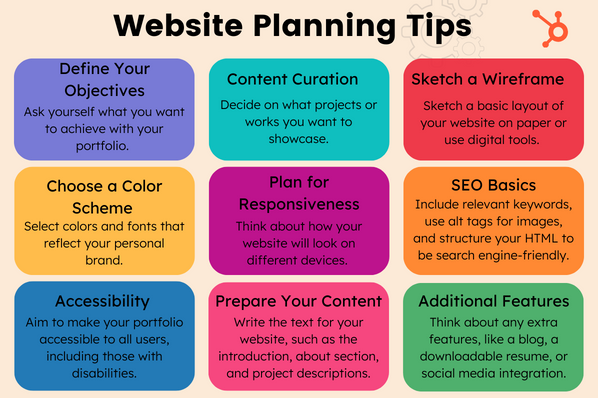 Website Planning Tips
Define Your
Objectives
Ask yourself what you want
to achieve with your
portfolio.
Content Curation
Decide on what projects or
works you want to
showcase.
Sketch a Wireframe
Sketch a basic layout of
your website on paper or
use digital tools.
Choose a Color
Scheme
Select colors and fonts that
reflect your personal
brand.
Plan for
Responsiveness
Think about how your
website will look on
different devices.
SEO Basics
Include relevant keywords,
use alt tags for images,
and structure your HTML to
be search engine-friendly.
Accessibility
Aim to make your portfolio
accessible to all users,
including those with
disabilities.
Prepare Your Content
Write the text for your
website, such as the
introduction, about section,
and project descriptions.
Additional Features
Think about any extra
features, like a blog, a
downloadable resume, or
social media integration.